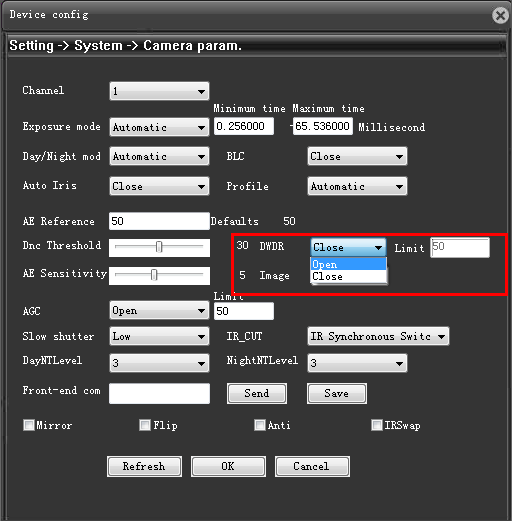 Device config
Setting -> System -> Camera param.
Channel 1
Minimum time Maximum time
Exposure mode Automatic 0.256000 -65.536000 Millisecond
Day/Night mod Automatic BLC Close
Auto Iris Close Profile Automatic
AE Reference 50 Defaults 50
Dnc Threshold 30 DWDR Close Limit 50
Open
AE Sensitivity 5 Image Close
Limit
AGC Open 50
Slow shutter Low IR_CUT IR Synchronous Switc
DayNTLevel 3 NightNTLevel 3
Front-end com Send Save
Mirror Flip Anti IRSwap
Refresh OK Cancel